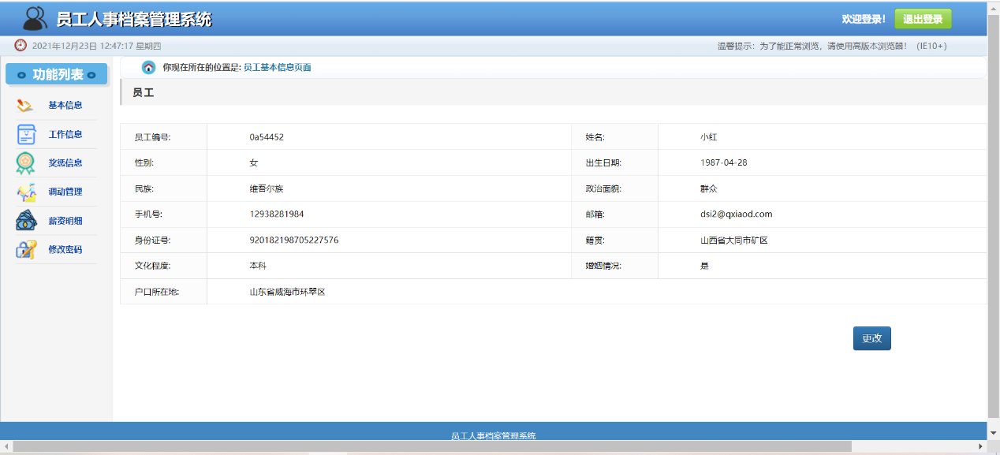 员工人事档案管理系统
欢迎登录! 退出登录
2021年12月23日 12:47:17 星期四
温馨提示：为了能正常浏览，请使用高版本浏览器！ (IE10+)
功能列表
基本信息
工作信息
奖惩信息
调动管理
薪资明细
修改密码
你现在所在的位置是: 员工基本信息页面
员工
员工编号: 0a54452 姓名: 小红
性别: 女 出生日期: 1987-04-28
民族: 维吾尔族 政治面貌: 群众
手机号: 12938281984 邮箱: dsi2@qxiaod.com
身份证号: 920182198705227576 籍贯: 山西省大同市矿区
文化程度: 本科 婚姻情况: 是
户口所在地: 山东省威海市环翠区
更改
员工人事档案管理系统